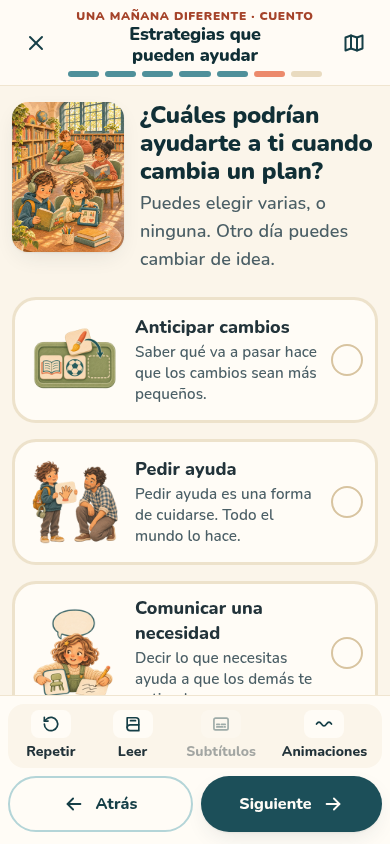 UNA MAÑANA DIFERENTE · CUENTO
Estrategias que
pueden ayudar
¿Cuáles podrían
ayudarte a ti cuando
cambia un plan?
Puedes elegir varias, o
ninguna. Otro día puedes
cambiar de idea.
Anticipar cambios
Saber qué va a pasar hace
que los cambios sean más
pequeños.
Pedir ayuda
Pedir ayuda es una forma
de cuidarse. Todo el
mundo lo hace.
Comunicar una
necesidad
Decir lo que necesitas
ayuda a que los demás te
Repetir
Leer
Subtítulos
Animaciones
Atrás
Siguiente